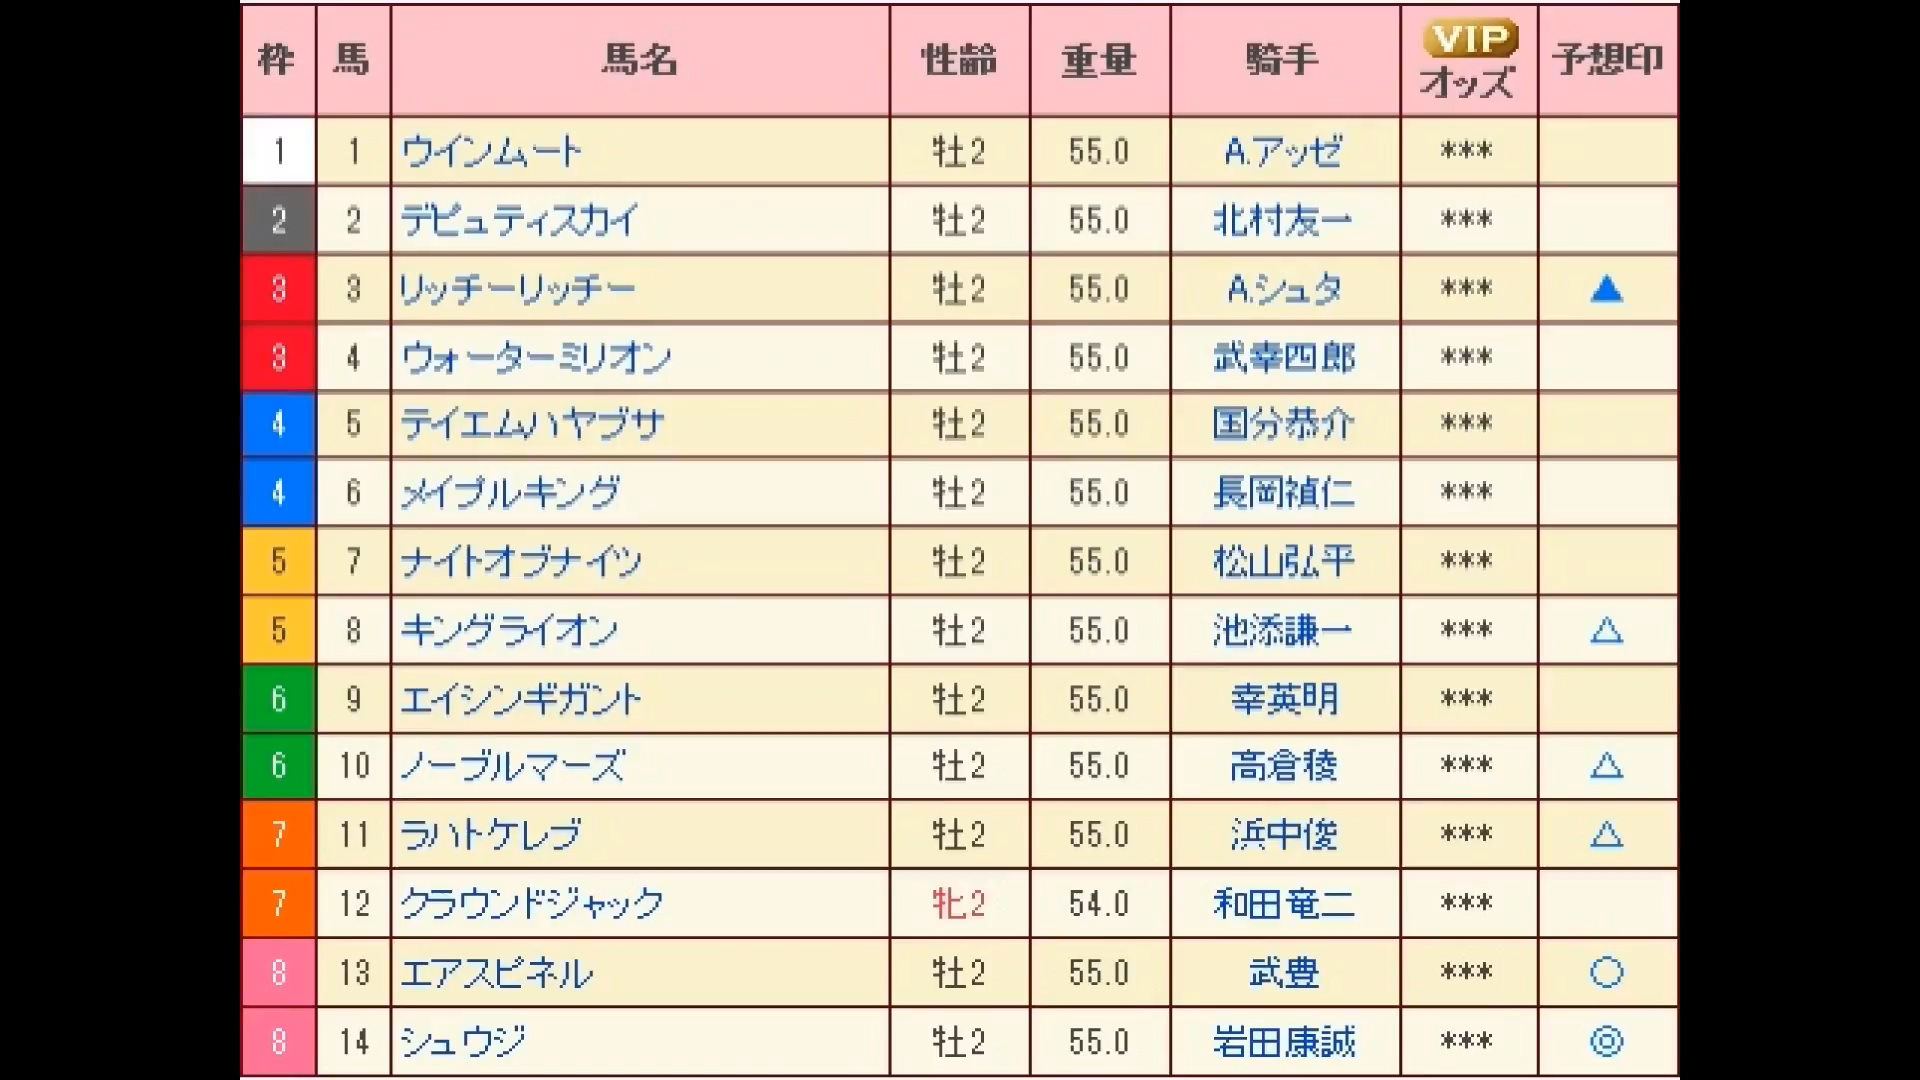 枠 馬 馬名 性齢 重量 騎手 VIPオッズ 予想印
1 1 ウインムート 牡2 55.0 A.アッゼ ***
2 2 デピュティスカイ 牡2 55.0 北村友一 ***
3 3 リッチーリッチー 牡2 55.0 A.シュタ *** ▲
3 4 ウォーターミリオン 牡2 55.0 武幸四郎 ***
4 5 テイエムハヤブサ 牡2 55.0 国分恭介 ***
4 6 メイプルキング 牡2 55.0 長岡禎仁 ***
5 7 ナイトオブナイツ 牡2 55.0 松山弘平 ***
5 8 キングライオン 牡2 55.0 池添謙一 *** △
6 9 エイシンギガント 牡2 55.0 幸英明 ***
6 10 ノーブルマーズ 牡2 55.0 高倉稜 *** △
7 11 ラハトケレブ 牡2 55.0 浜中俊 *** △
7 12 クラウンドジャック 牝2 54.0 和田竜二 ***
8 13 エアスピネル 牡2 55.0 武豊 *** ○
8 14 シュウジ 牡2 55.0 岩田康誠 *** ◎